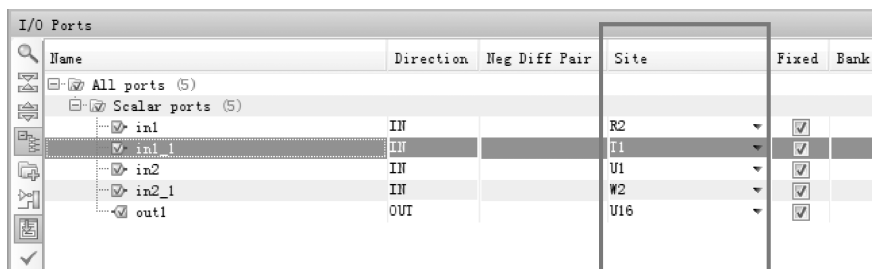 I/O Ports
Name Direction Neg Diff Pair Site Fixed Bank
All ports (5)
Scalar ports (5)
in1 IN R2
in1_1 IN T1
in2 IN U1
in2_1 IN W2
out1 OUT U16